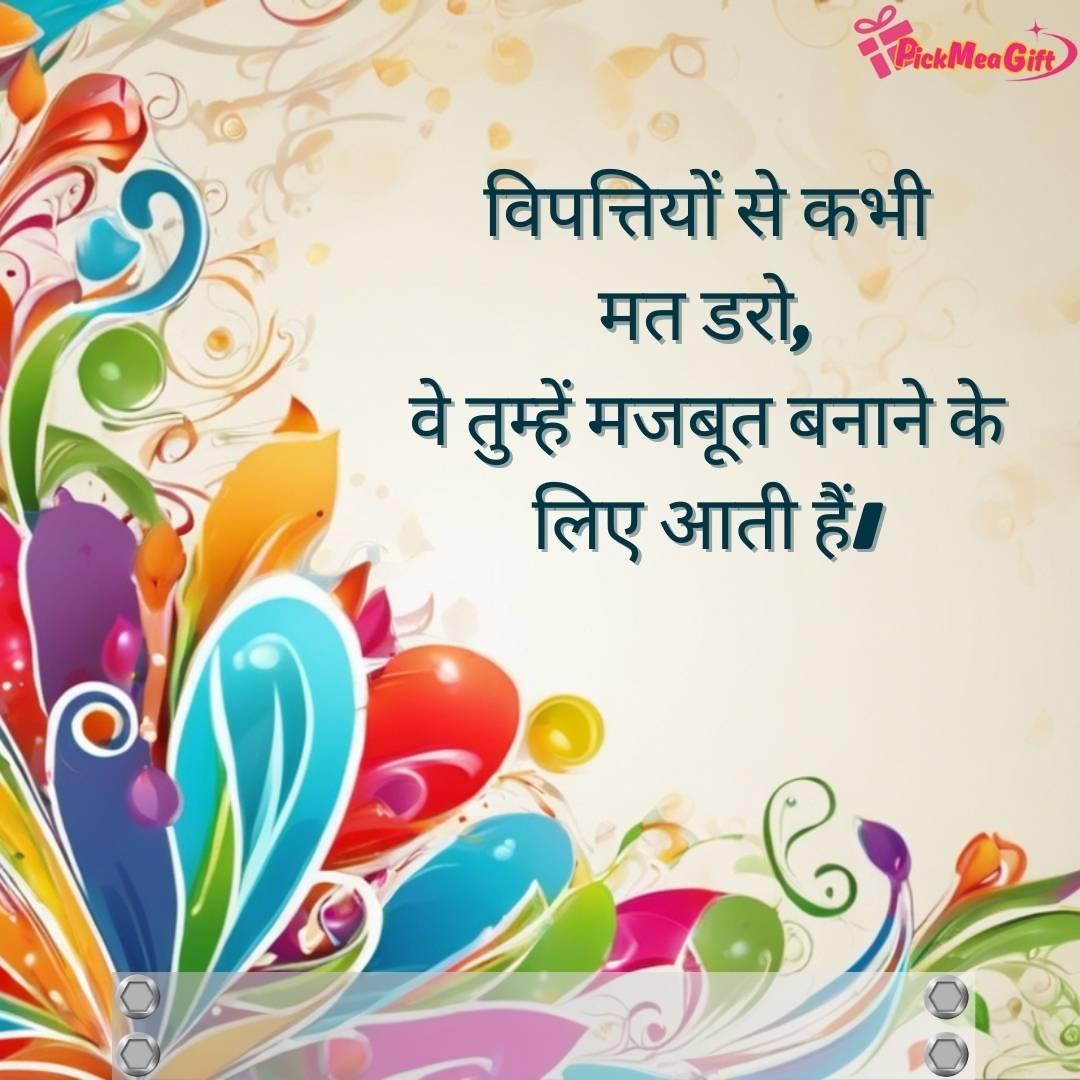 PickMeaGift
विपत्तियों से कभी
मत डरो,
वे तुम्हें मजबूत बनाने के
लिए आती हैं।